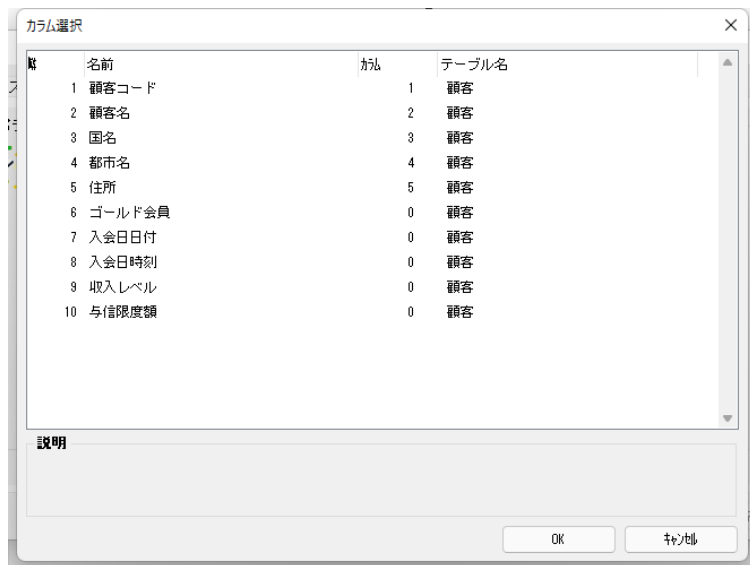 カラム選択
# 名前 ｶﾗﾑ テーブル名
1 顧客コード 1 顧客
2 顧客名 2 顧客
3 国名 3 顧客
4 都市名 4 顧客
5 住所 5 顧客
6 ゴールド会員 0 顧客
7 入会日日付 0 顧客
8 入会日時刻 0 顧客
9 収入レベル 0 顧客
10 与信限度額 0 顧客
説明
OK ｷｬﾝｾﾙ